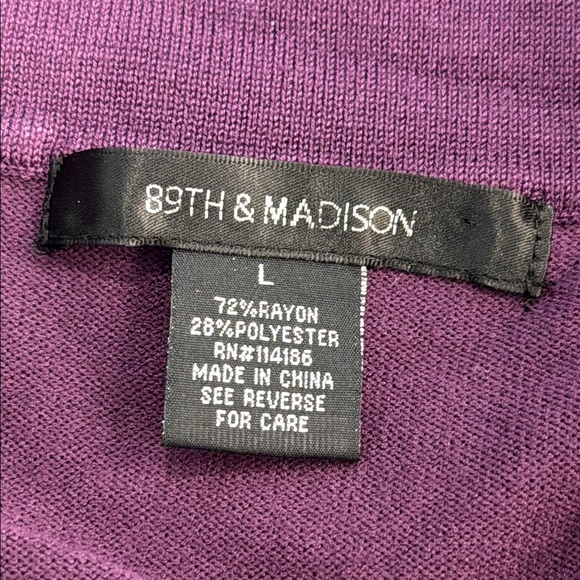 89TH & MADISON
L
72%RAYON
28%POLYESTER
RN#114186
MADE IN CHINA
SEE REVERSE
FOR CARE